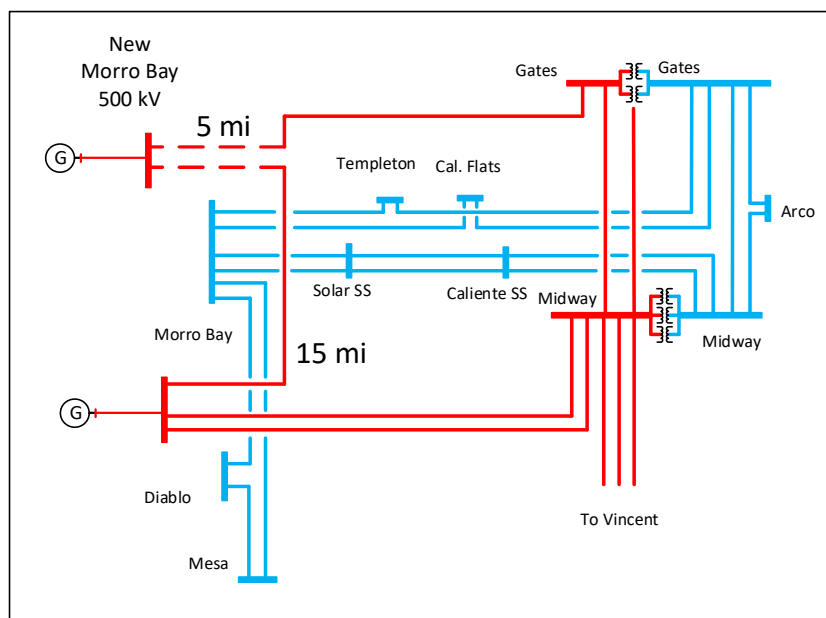 New
Morro Bay
500 kV
5 mi
G
Gates
Gates
Templeton
Cal. Flats
Arco
Solar SS
Caliente SS
Midway
Midway
Morro Bay
15 mi
G
Diablo
To Vincent
Mesa